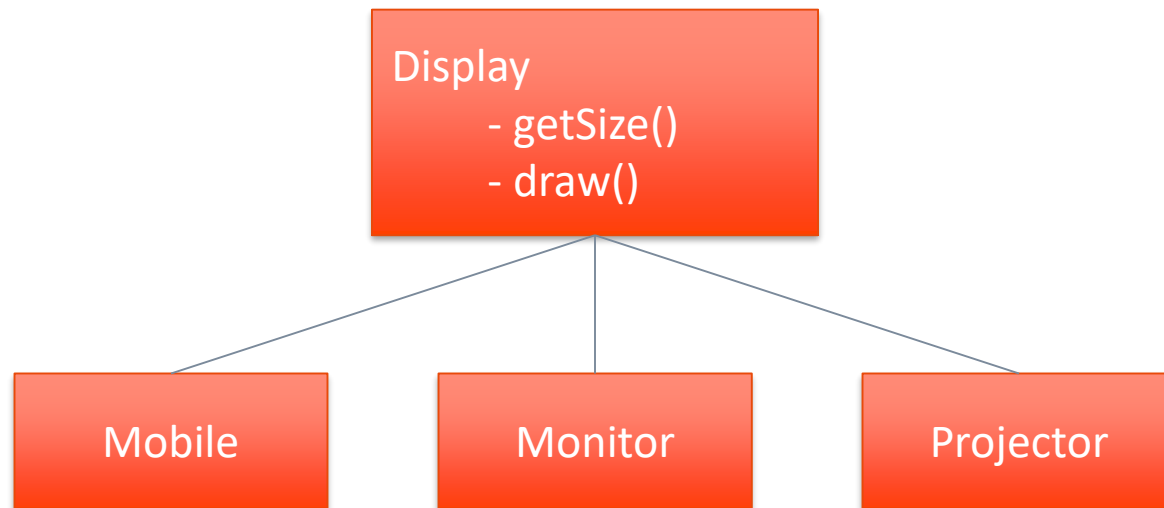 Display
- getSize()
- draw()
Mobile
Monitor
Projector